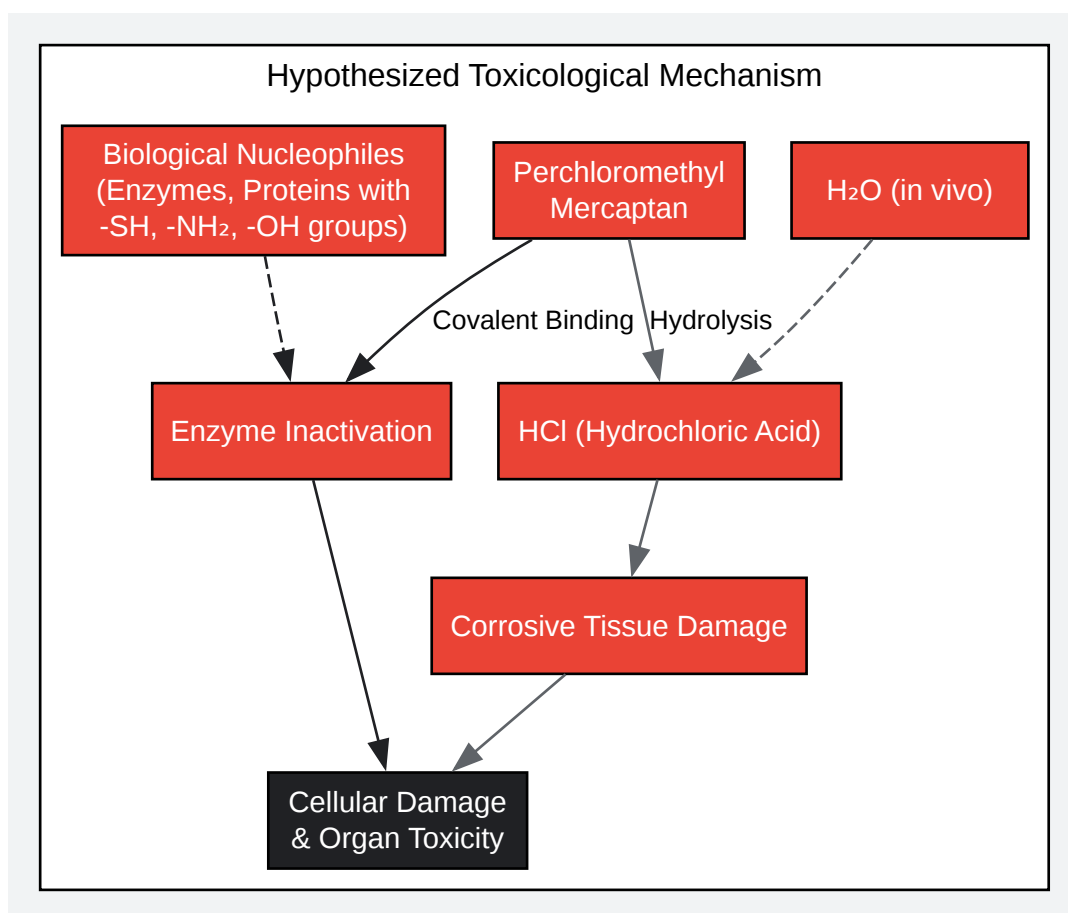 Hypothesized Toxicological Mechanism
Biological Nucleophiles
(Enzymes, Proteins with
-SH, -NH₂, -OH groups)
Perchloromethyl
Mercaptan
H₂O (in vivo)
Covalent Binding
Hydrolysis
Enzyme Inactivation
HCl (Hydrochloric Acid)
Corrosive Tissue Damage
Cellular Damage
& Organ Toxicity